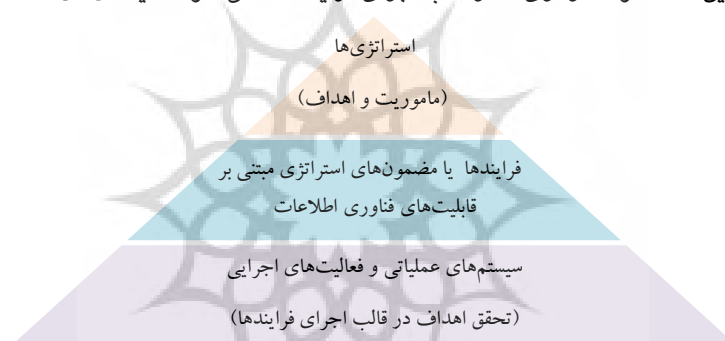 استراتژی‌ها
(ماموریت و اهداف)
فرایندها یا مضمون‌های استراتژی مبتنی بر
قابلیت‌های فناوری اطلاعات
سیستم‌های عملیاتی و فعالیت‌های اجرایی
(تحقق اهداف در قالب اجرای فرایندها)